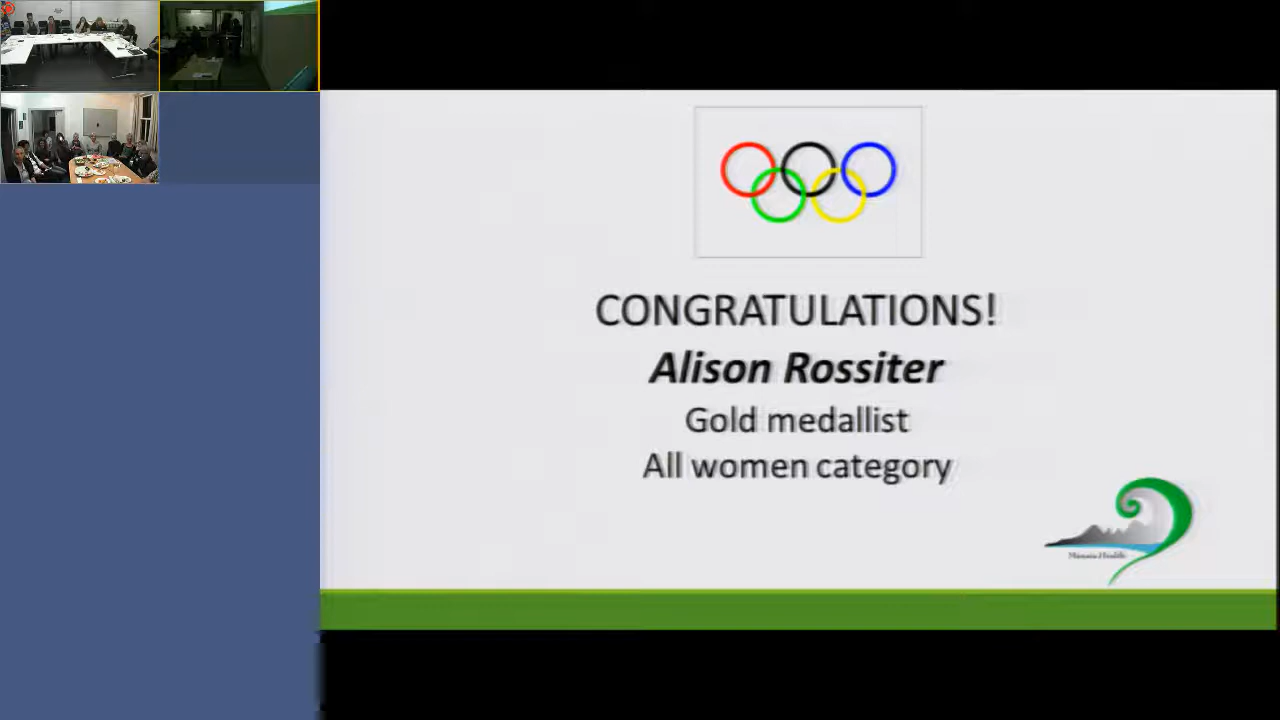 CONGRATULATIONS!
Alison Rossiter
Gold medallist
All women category